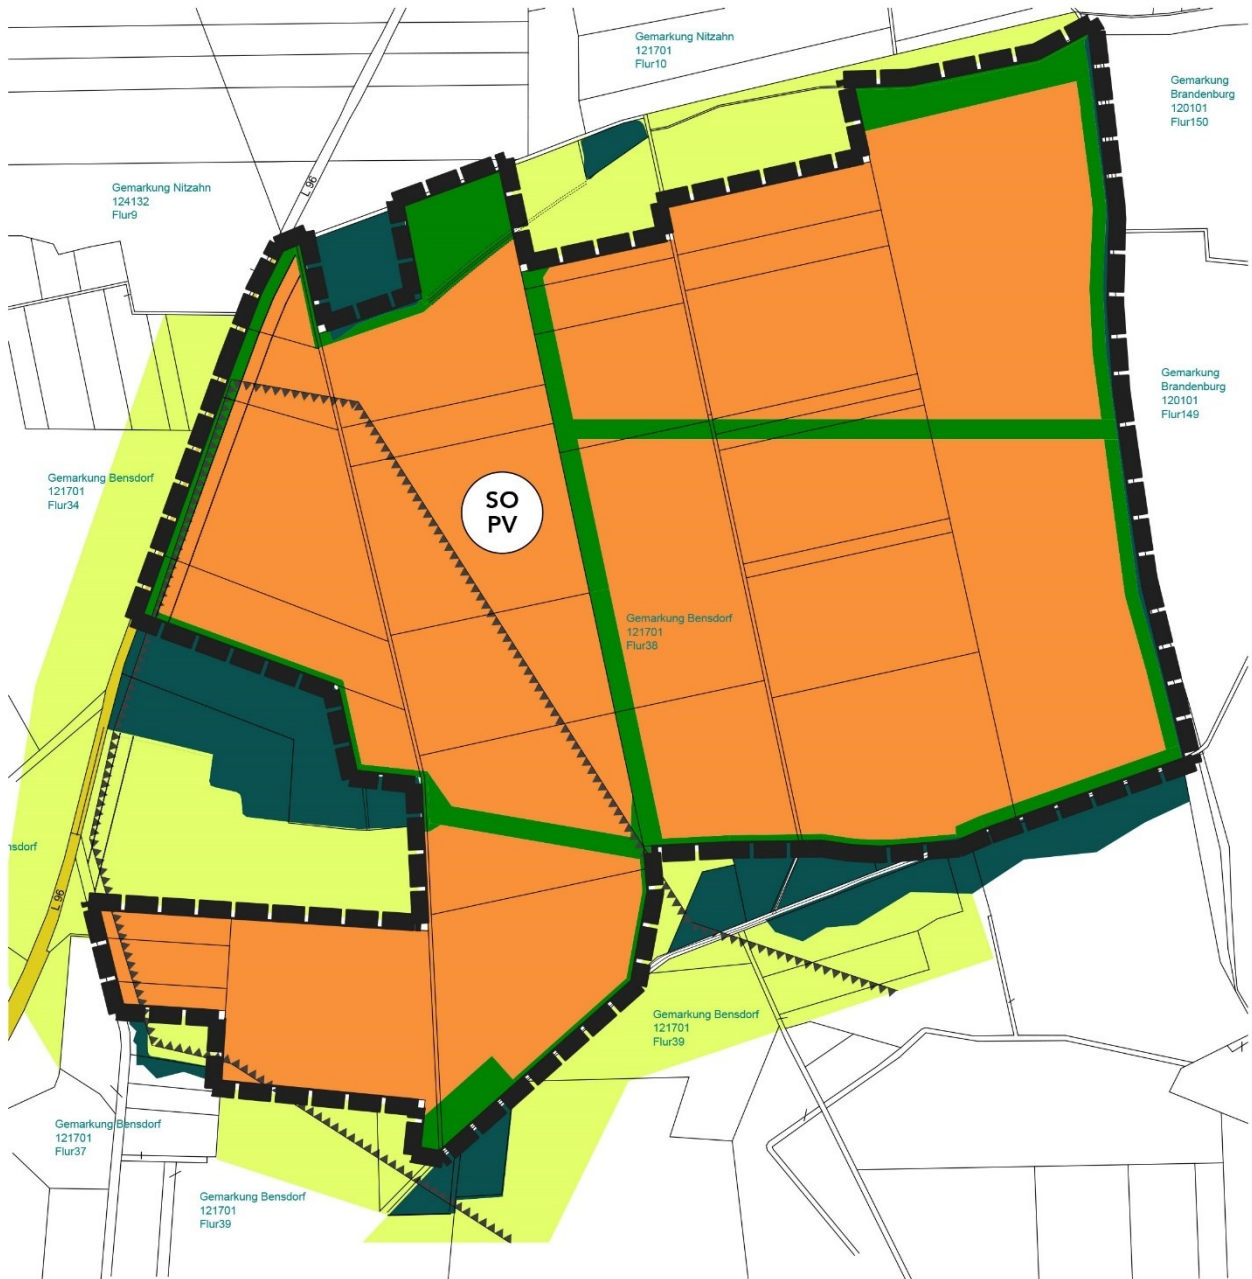 Gemarkung Nitzahn
121701
Flur10
Gemarkung
Brandenburg
120101
Flur150
L 96
Gemarkung Nitzahn
124132
Flur9
Gemarkung
Brandenburg
120101
Flur149
Gemarkung Bensdorf
121701
Flur34
SO
PV
Gemarkung Bensdorf
121701
Flur38
nsdorf
L 96
Gemarkung Bensdorf
121701
Flur39
Gemarkung Bensdorf
121701
Flur37
Gemarkung Bensdorf
121701
Flur39